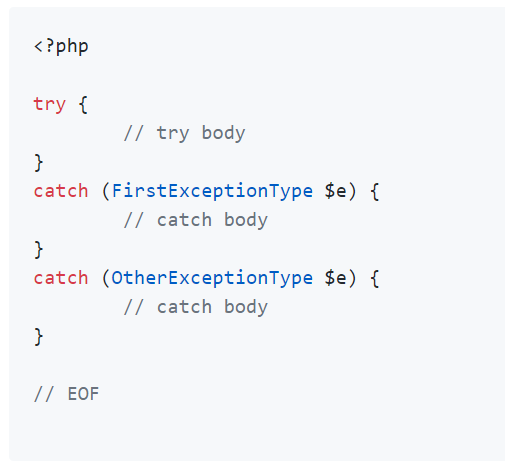 <?php
try {
// try body
}
catch (FirstExceptionType $e) {
// catch body
}
catch (OtherExceptionType $e) {
// catch body
}
// EOF